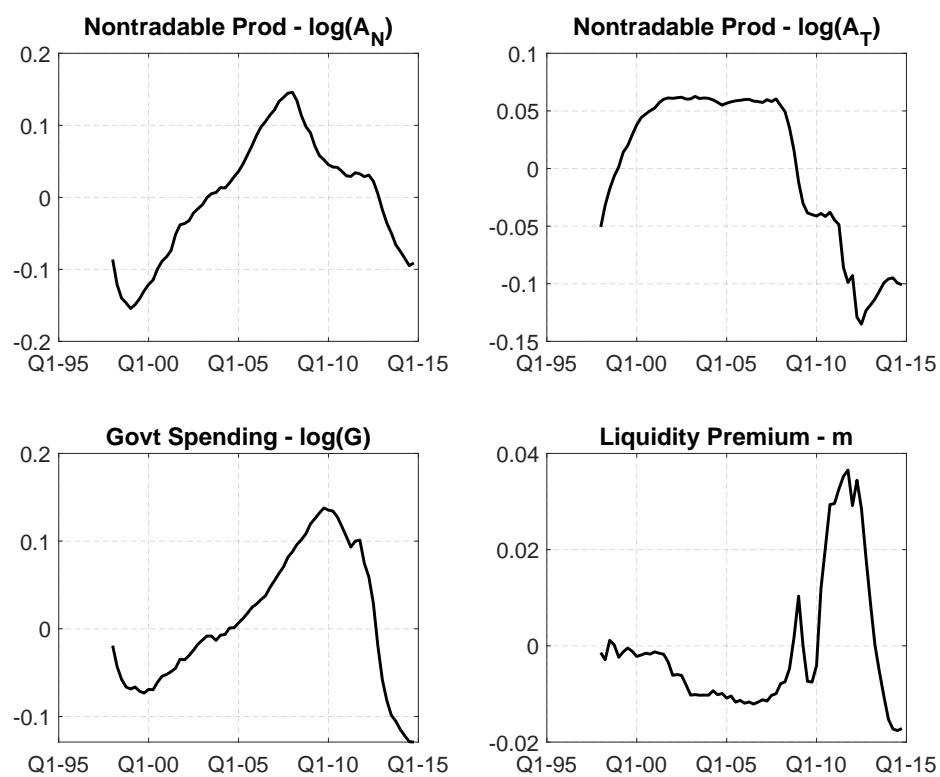 Nontradable Prod - log(A_N)
0.2
0.1
0
-0.1
-0.2
Q1-95 Q1-00 Q1-05 Q1-10 Q1-15
Nontradable Prod - log(A_T)
0.1
0.05
0
-0.05
-0.1
-0.15
Q1-95 Q1-00 Q1-05 Q1-10 Q1-15
Govt Spending - log(G)
0.2
0.1
0
-0.1
Q1-95 Q1-00 Q1-05 Q1-10 Q1-15
Liquidity Premium - m
0.04
0.02
0
-0.02
Q1-95 Q1-00 Q1-05 Q1-10 Q1-15